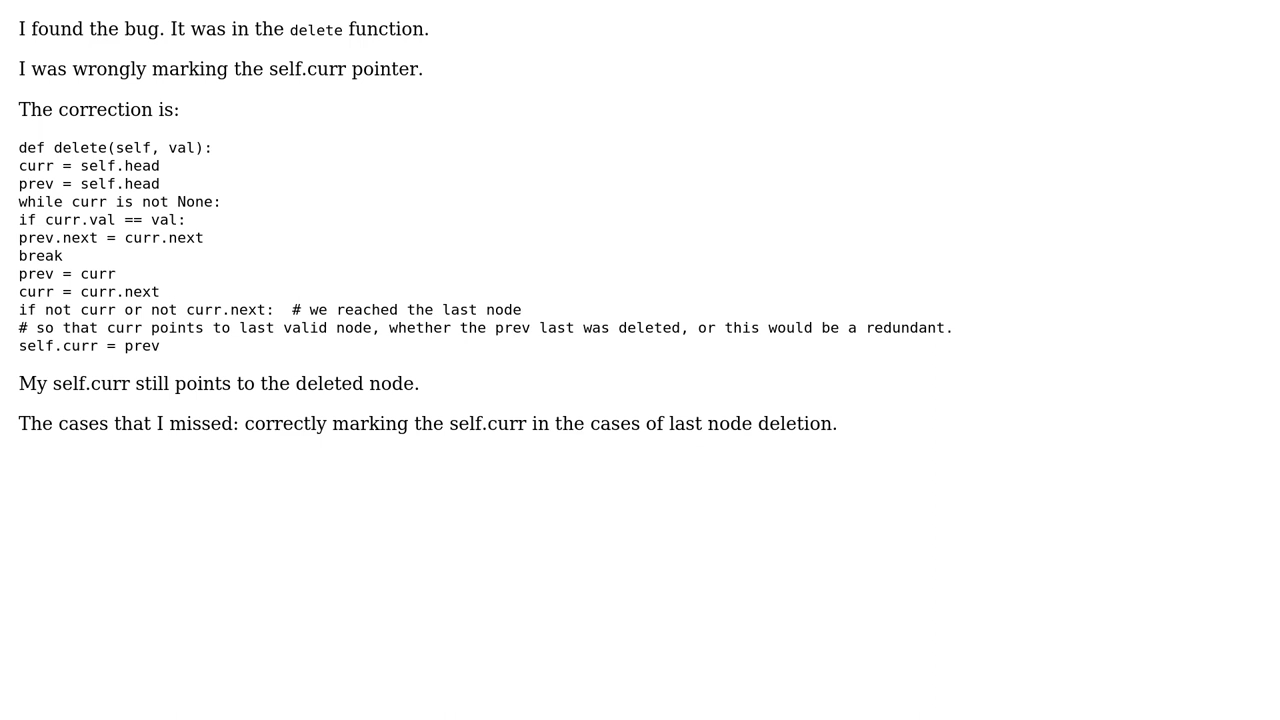 I found the bug. It was in the delete function.
I was wrongly marking the self.curr pointer.
The correction is:
def delete(self, val):
curr = self.head
prev = self.head
while curr is not None:
if curr.val == val:
prev.next = curr.next
break
prev = curr
curr = curr.next
if not curr or not curr.next:  # we reached the last node
# so that curr points to last valid node, whether the prev last was deleted, or this would be a redundant.
self.curr = prev
My self.curr still points to the deleted node.
The cases that I missed: correctly marking the self.curr in the cases of last node deletion.